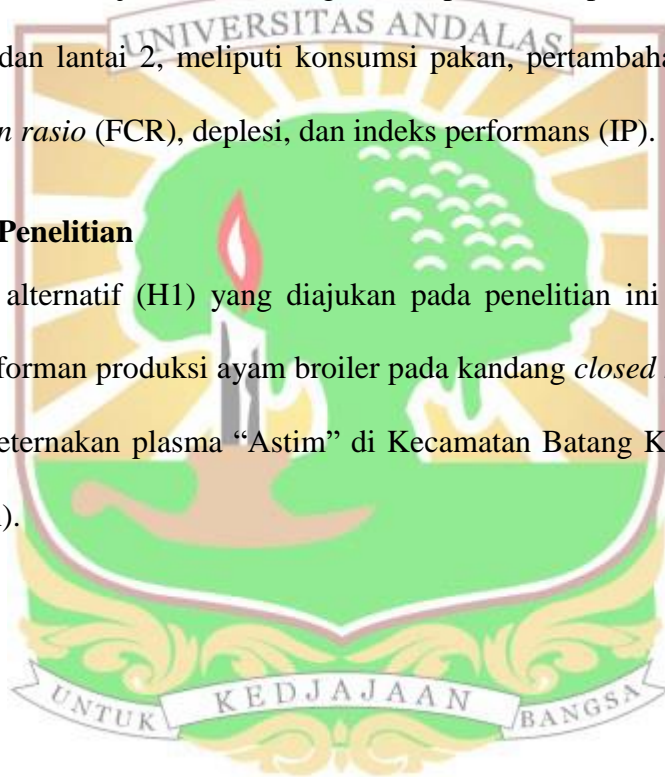 UNIVERSITAS ANDALAS
dan lantai 2, meliputi konsumsi pakan, pertambaha
n rasio (FCR), deplesi, dan indeks performans (IP).
Penelitian
alternatif (H1) yang diajukan pada penelitian ini
forman produksi ayam broiler pada kandang closed
eternakan plasma “Astim” di Kecamatan Batang K
).
UNTUK KEDJAJAAN BANGSA